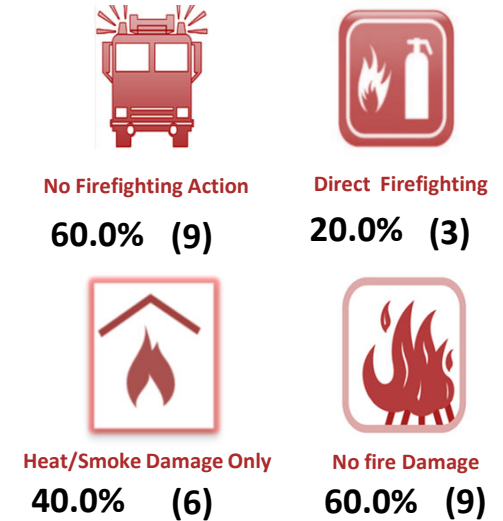 No Firefighting Action
60.0% (9)
Direct Firefighting
20.0% (3)
Heat/Smoke Damage Only
40.0% (6)
No fire Damage
60.0% (9)